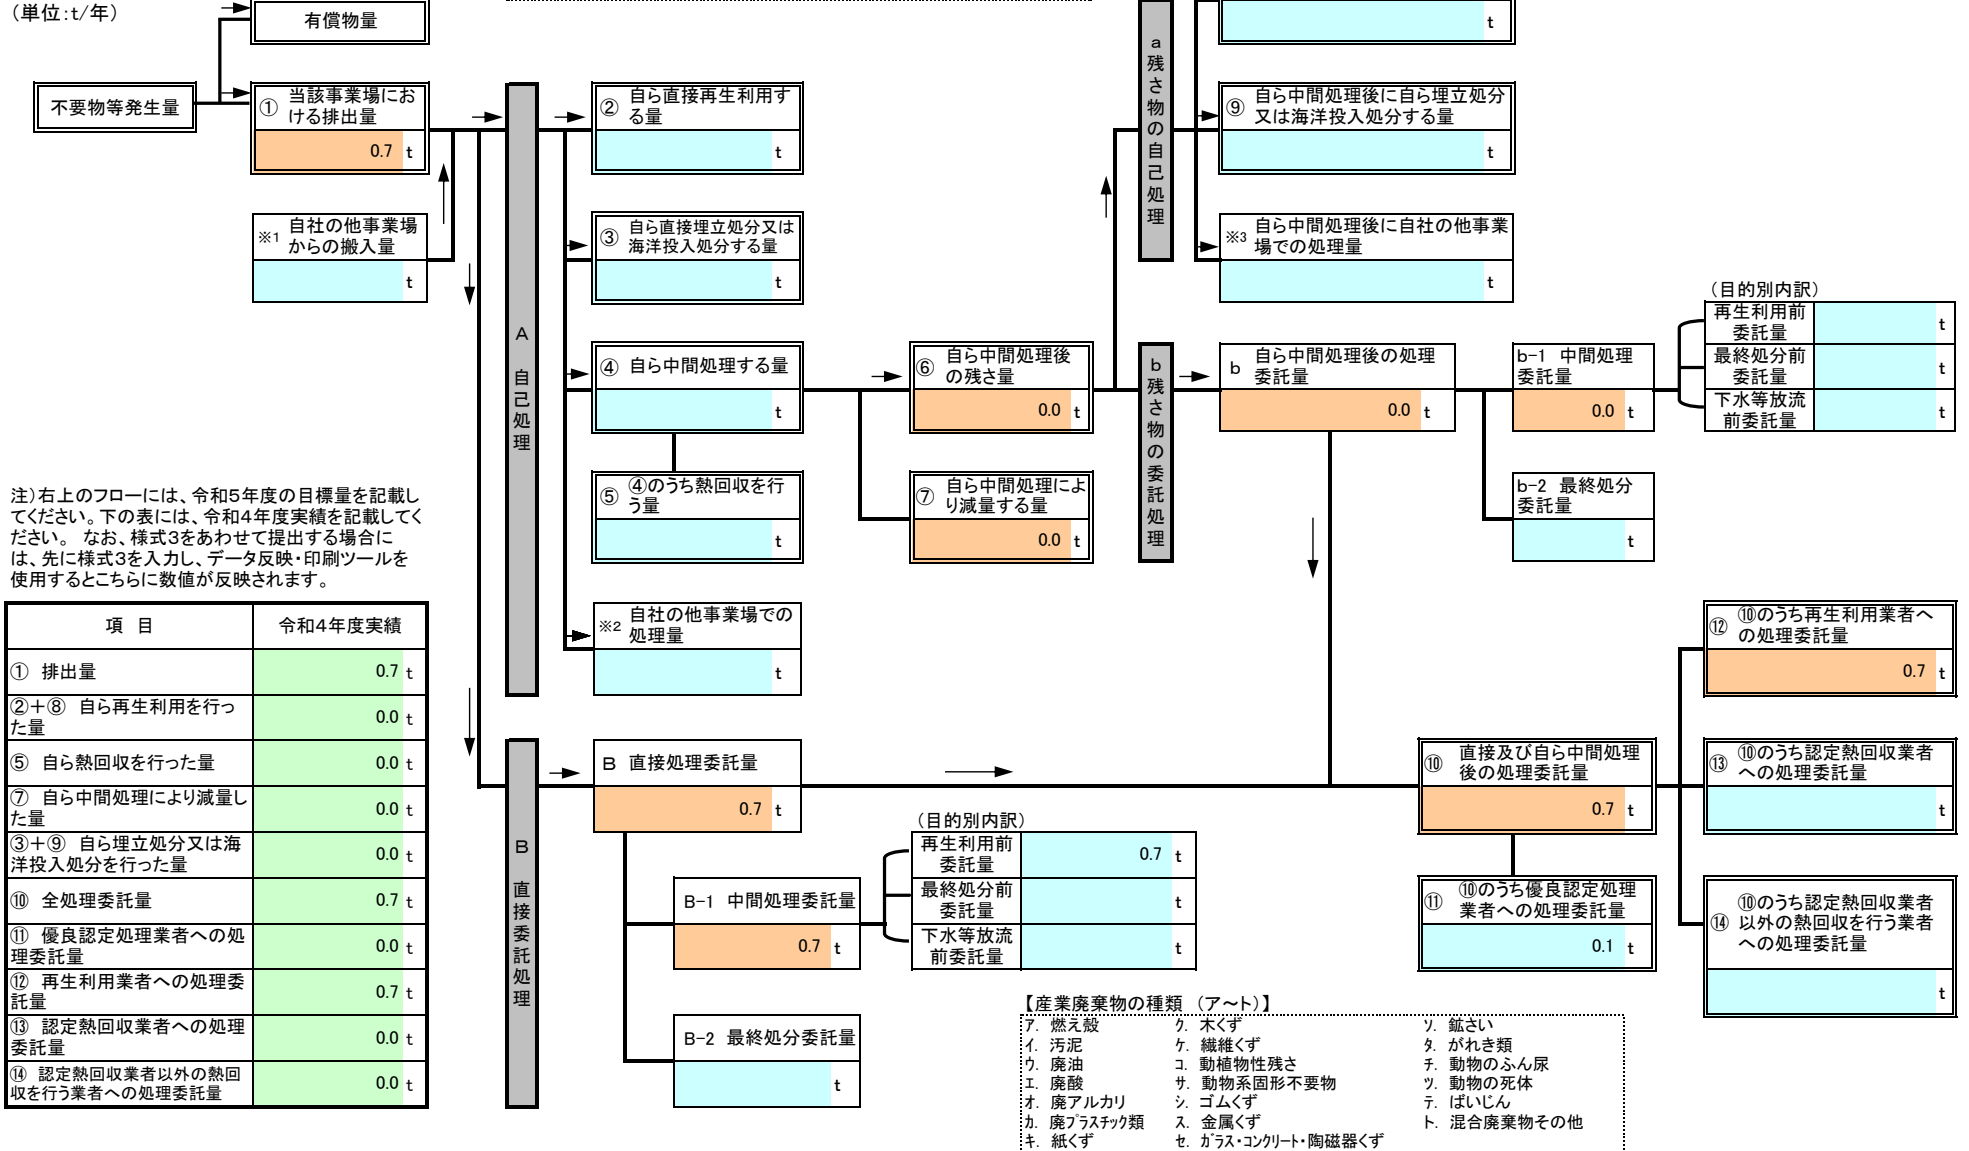 （単位:t/年）
有償物量
不要物等発生量
① 当該事業場にお
ける排出量
0.7 t
※1 自社の他事業場
からの搬入量
t
A 自己処理
② 自ら直接再生利用す
る量
t
③ 自ら直接埋立処分又は
海洋投入処分する量
t
④ 自ら中間処理する量
t
⑤ ④のうち熱回収を行
う量
t
※2 自社の他事業場での
処理量
t
⑥ 自ら中間処理後
の残さ量
0.0 t
⑦ 自ら中間処理によ
り減量する量
0.0 t
a残さ物の自己処理
t
⑨ 自ら中間処理後に自ら埋立処分
又は海洋投入処分する量
t
※3 自ら中間処理後に自社の他事業
場での処理量
t
b残さ物の委託処理
b 自ら中間処理後の処理
委託量
0.0 t
b-1 中間処理
委託量
0.0 t
b-2 最終処分
委託量
t
（目的別内訳）
再生利用前
委託量
t
最終処分前
委託量
t
下水等放流
前委託量
t
注）右上のフローには、令和５年度の目標量を記載し
てください。下の表には、令和４年度実績を記載してく
ださい。 なお、様式３をあわせて提出する場合に
は、先に様式３を入力し、データ反映・印刷ツールを
使用するとこちらに数値が反映されます。
項 目 令和４年度実績
① 排出量 0.7 t
②＋⑧ 自ら再生利用を行っ
た量 0.0 t
⑤ 自ら熱回収を行った量 0.0 t
⑦ 自ら中間処理により減量し
た量 0.0 t
③＋⑨ 自ら埋立処分又は海
洋投入処分を行った量 0.0 t
⑩ 全処理委託量 0.7 t
⑪ 優良認定処理業者への処
理委託量 0.0 t
⑫ 再生利用業者への処理委
託量 0.7 t
⑬ 認定熱回収業者への処理
委託量 0.0 t
⑭ 認定熱回収業者以外の熱回
収を行う業者への処理委託量 0.0 t
B 直接委託処理
B 直接処理委託量
0.7 t
B-1 中間処理委託量
0.7 t
B-2 最終処分委託量
t
（目的別内訳）
再生利用前
委託量
0.7 t
最終処分前
委託量
t
下水等放流
前委託量
t
⑩ 直接及び自ら中間処理
後の処理委託量
0.7 t
⑪ ⑩のうち優良認定処理
業者への処理委託量
0.1 t
⑫ ⑩のうち再生利用業者へ
の処理委託量
0.7 t
⑬ ⑩のうち認定熱回収業者
への処理委託量
t
⑭ ⑩のうち認定熱回収業者
以外の熱回収を行う業者
への処理委託量
t
【産業廃棄物の種類 （ア～ト）】
ア. 燃え殻 ク. 木くず ソ. 鉱さい
イ. 汚泥 ケ. 繊維くず タ. がれき類
ウ. 廃油 コ. 動植物性残さ チ. 動物のふん尿
エ. 廃酸 サ. 動物系固形不要物 ツ. 動物の死体
オ. 廃アルカリ シ. ゴムくず テ. ばいじん
カ. 廃プラスチック類 ス. 金属くず ト. 混合廃棄物その他
キ. 紙くず セ. ガラス・コンクリート・陶磁器くず